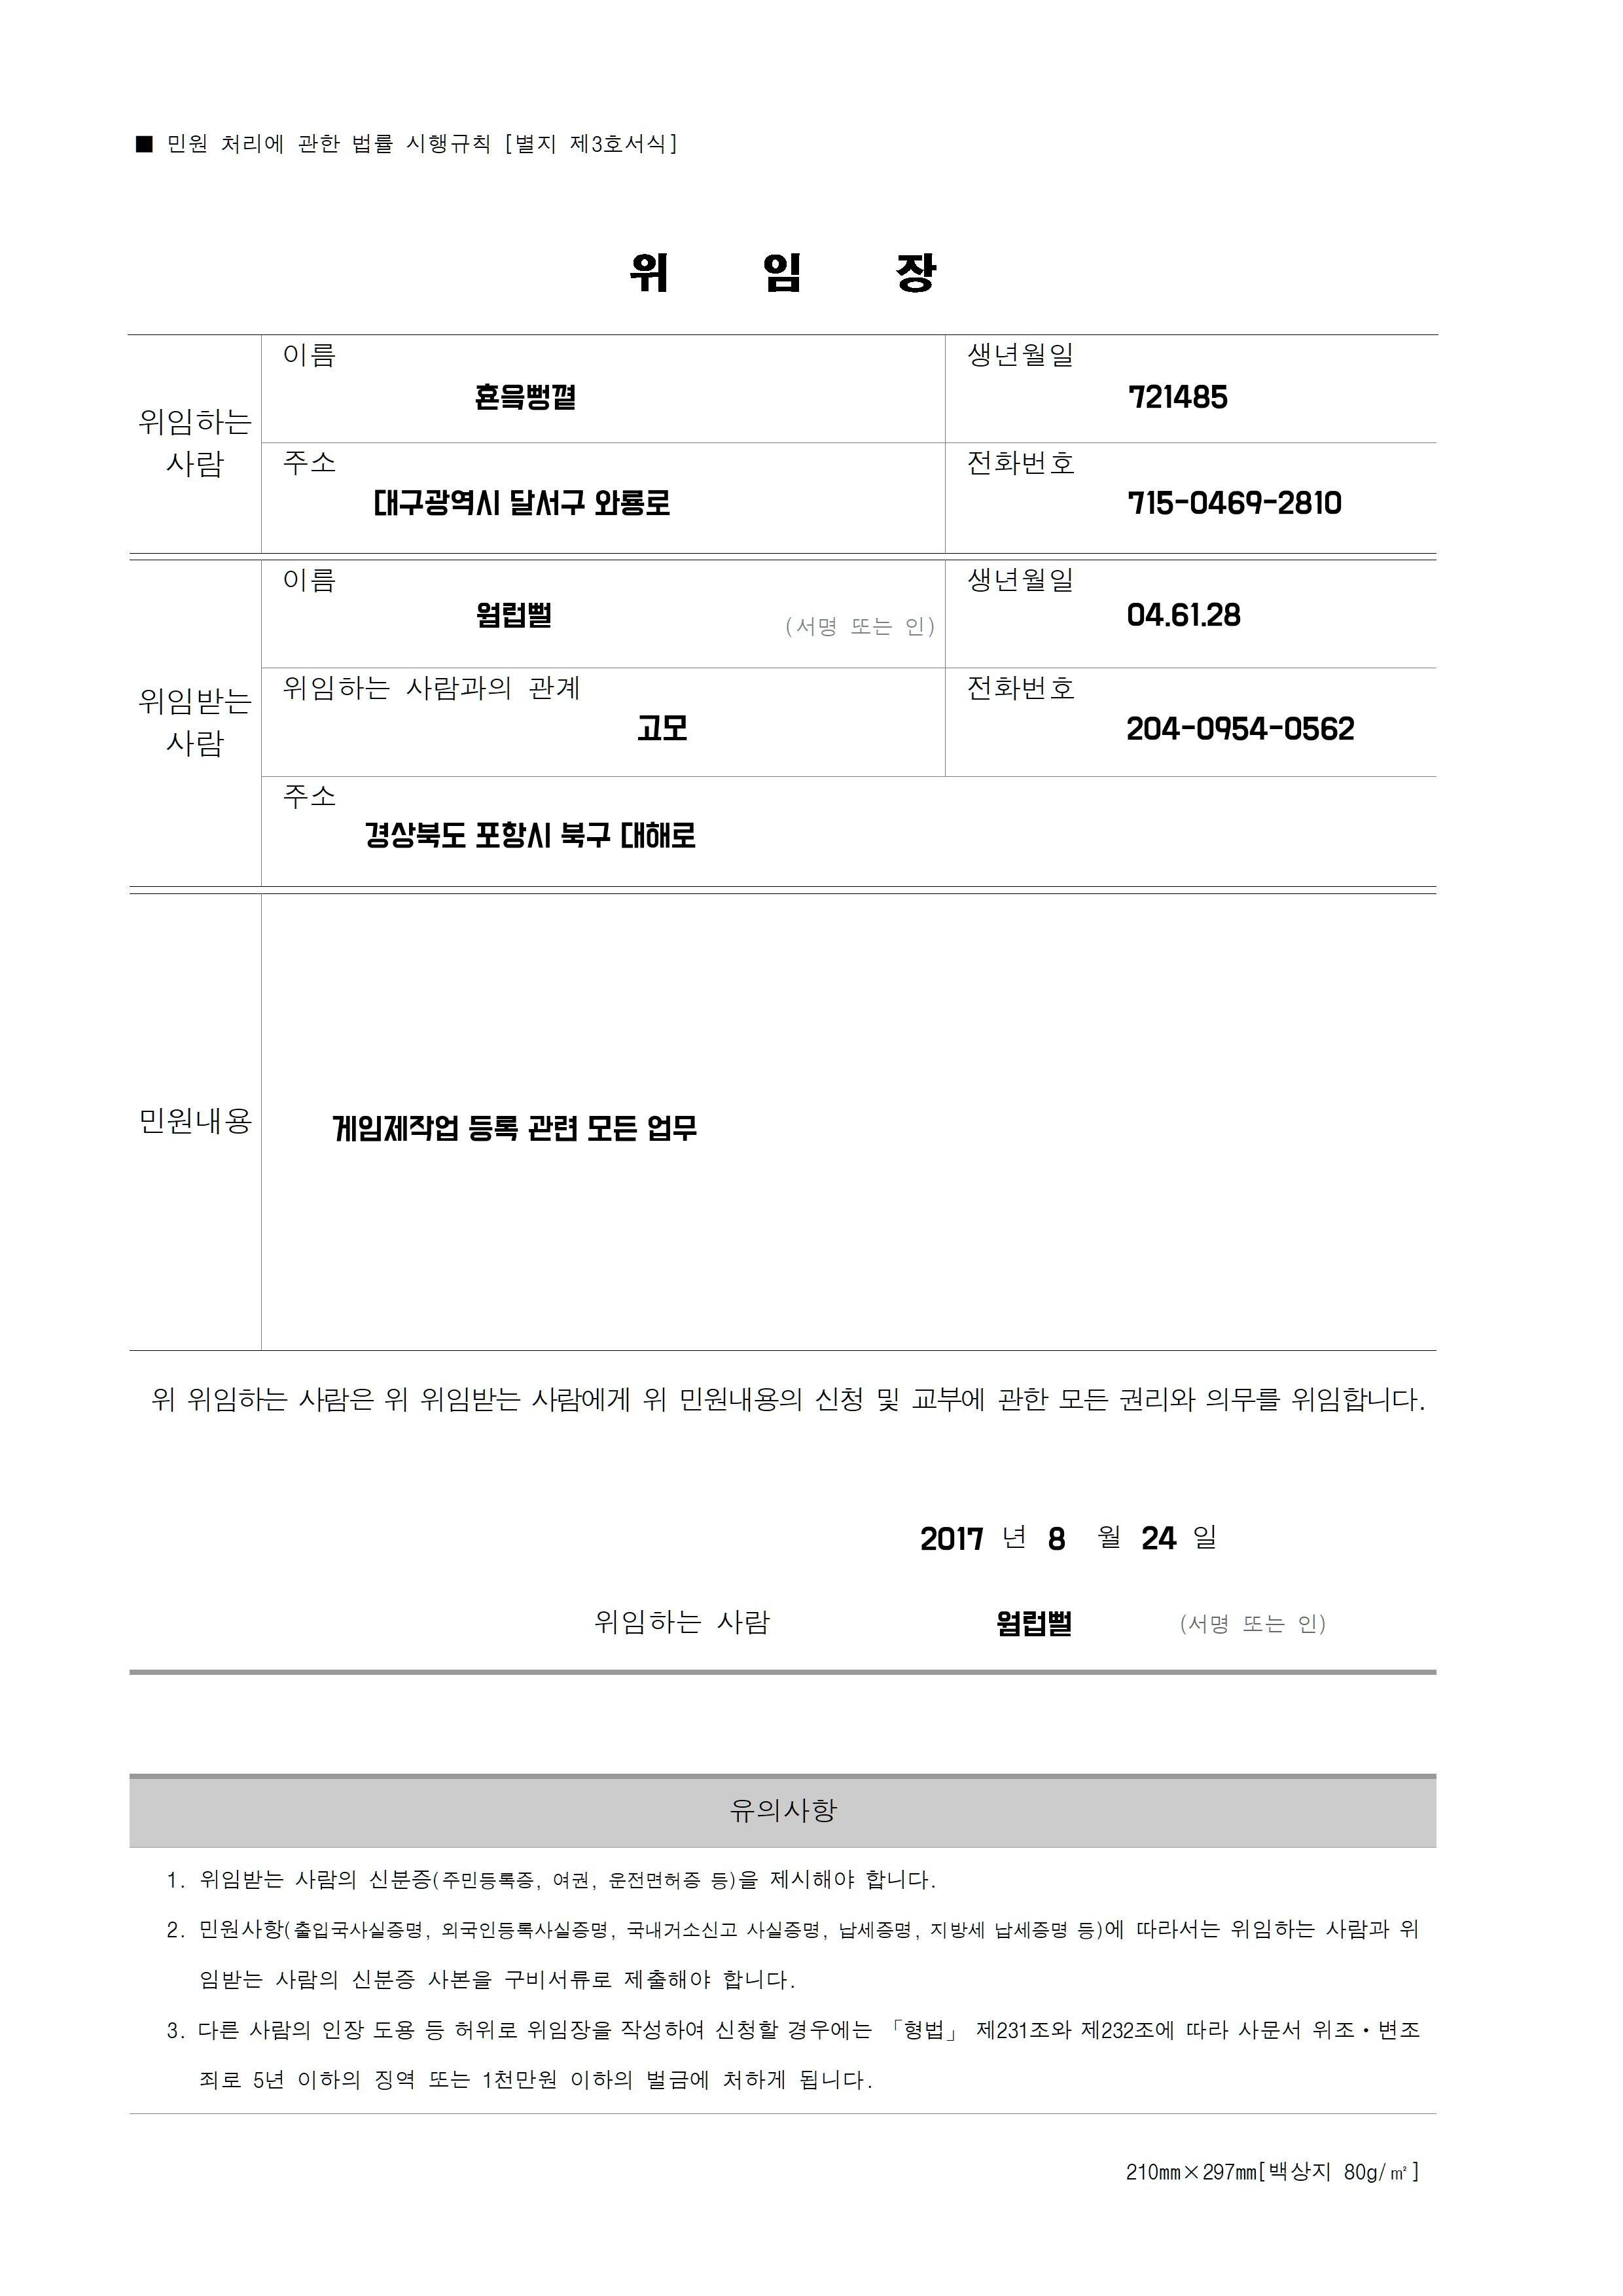 ■ 민원 처리에 관한 법률 시행규칙 [별지 제3호서식]
위 임 장
이름 생년월일
721485
위임하는
사람
주소 전화번호
대구광역시 달서구 와룡로 715-0469-2810
이름 생년월일
웜럽뻘 (서명 또는 인) 04.61.28
위임받는
사람
위임하는 사람과의 관계 전화번호
고모 204-0954-0562
주소
경상북도 포항시 북구 대해로
민원내용 게임제작업 등록 관련 모든 업무
위 위임하는 사람은 위 위임받는 사람에게 위 민원내용의 신청 및 교부에 관한 모든 권리와 의무를 위임합니다.
2017 년 8 월 24 일
위임하는 사람 웜럽뻘 (서명 또는 인)
유의사항
1. 위임받는 사람의 신분증(주민등록증, 여권, 운전면허증 등)을 제시해야 합니다.
2. 민원사항(출입국사실증명, 외국인등록사실증명, 국내거소신고 사실증명, 납세증명, 지방세 납세증명 등)에 따라서는 위임하는 사람과 위
임받는 사람의 신분증 사본을 구비서류로 제출해야 합니다.
3. 다른 사람의 인장 도용 등 허위로 위임장을 작성하여 신청할 경우에는 「형법」 제231조와 제232조에 따라 사문서 위조·변조
죄로 5년 이하의 징역 또는 1천만원 이하의 벌금에 처하게 됩니다.
210㎜×297㎜[백상지 80g/㎡]